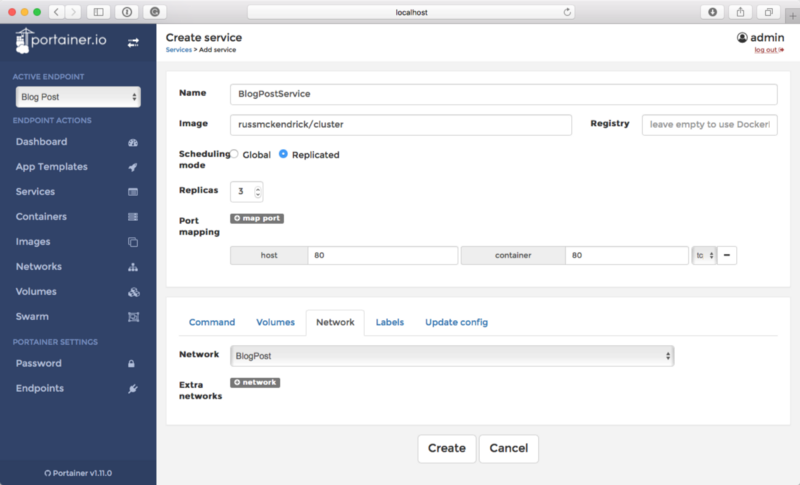 localhost
portainer.io
Create service
Services > Add service
admin
log out
ACTIVE ENDPOINT
Blog Post
ENDPOINT ACTIONS
Dashboard
App Templates
Services
Containers
Images
Networks
Volumes
Swarm
PORTAINER SETTINGS
Password
Endpoints
Portainer v1.11.0
Name BlogPostService
Image russmckendrick/cluster Registry leave empty to use Docker
Scheduling mode Global Replicated
Replicas 3
Port mapping map port
host 80 container 80
Command Volumes Network Labels Update config
Network BlogPost
Extra networks network
Create Cancel